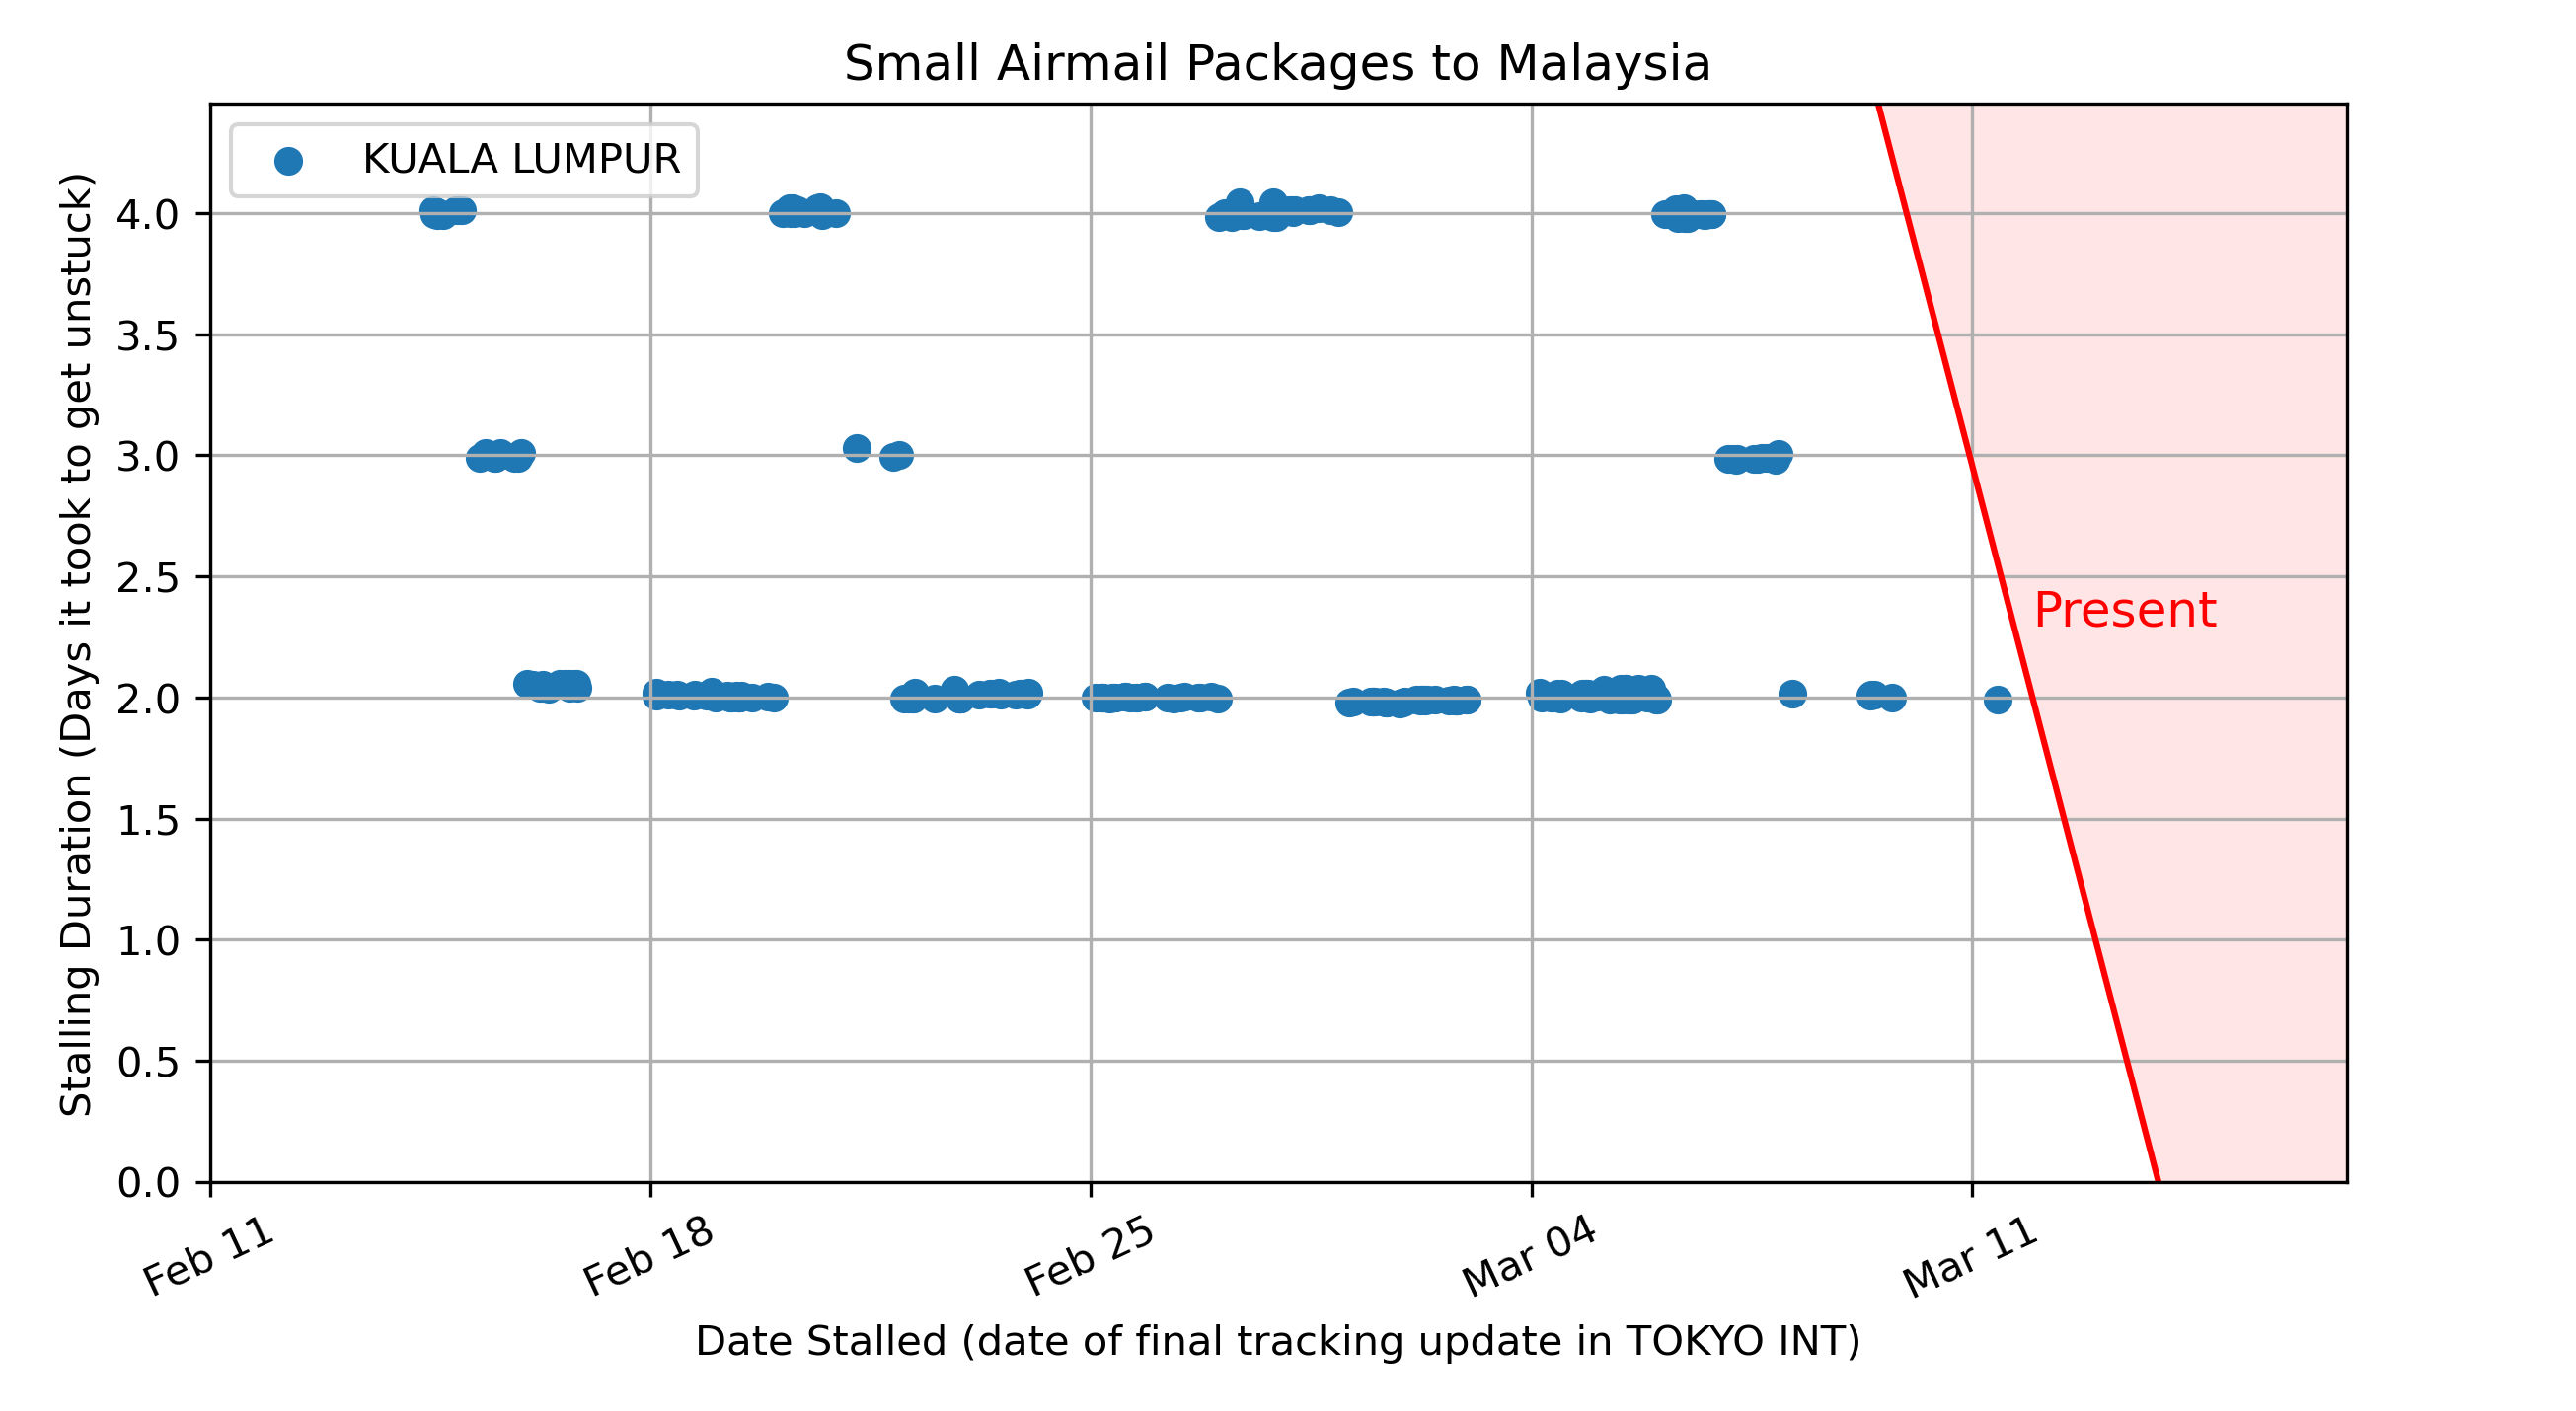 Small Airmail Packages to Malaysia
KUALA LUMPUR
Stalling Duration (Days it took to get unstuck)
4.0
3.5
3.0
2.5
2.0
1.5
1.0
0.5
0.0
Present
Feb 11
Feb 18
Feb 25
Mar 04
Mar 11
Date Stalled (date of final tracking update in TOKYO INT)